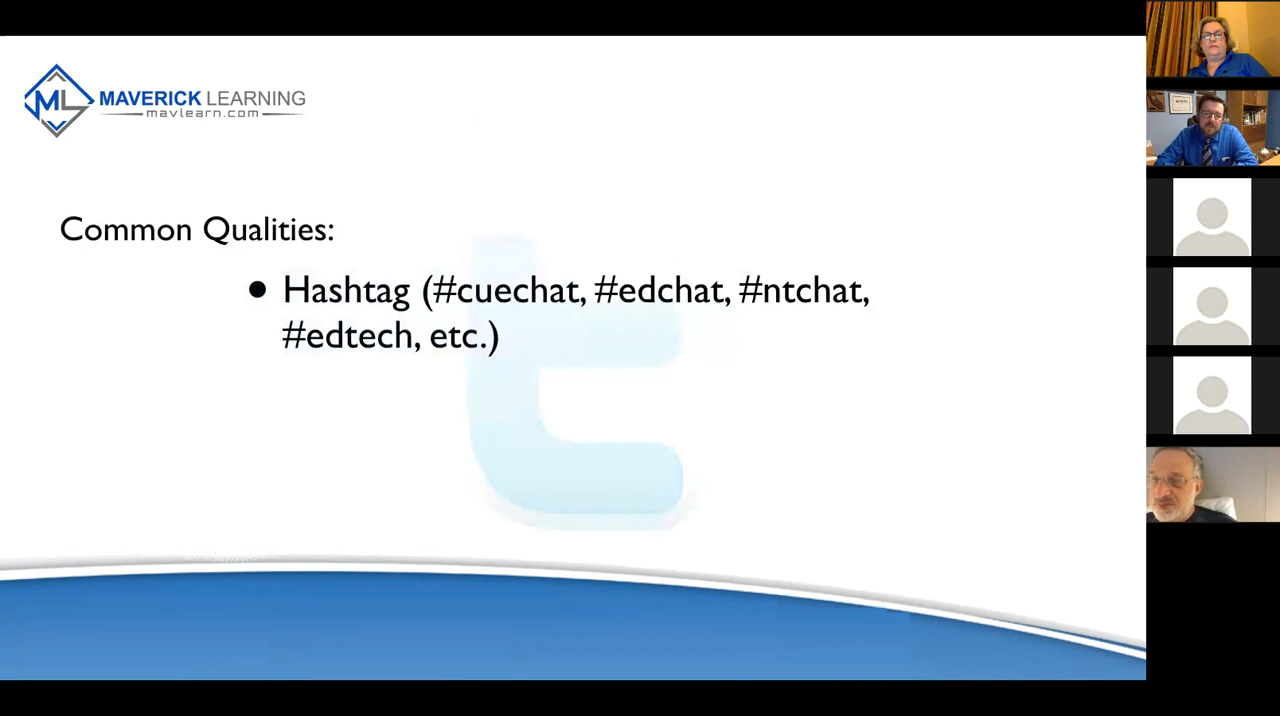 MAVERICK LEARNING
mavlearn.com
Common Qualities:
● Hashtag (#cuechat, #edchat, #ntchat,
#edtech, etc.)